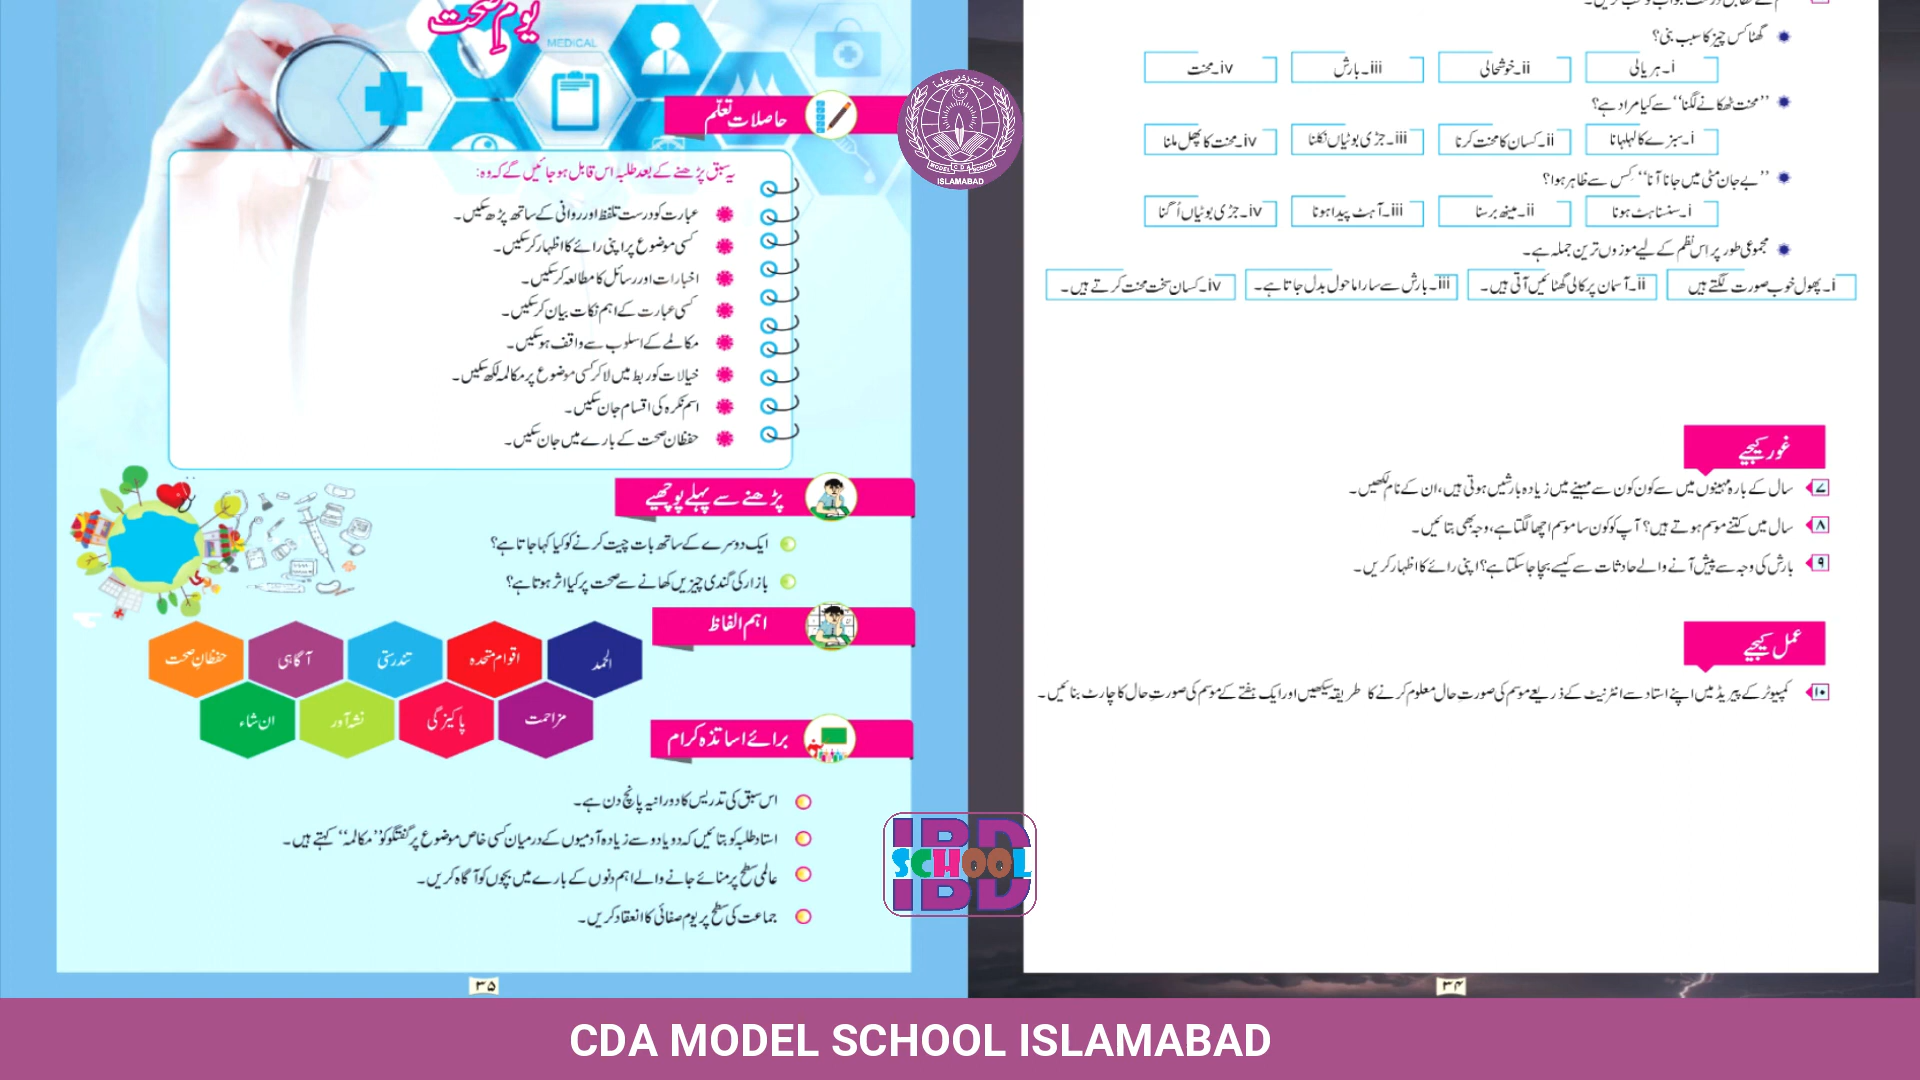 گھٹا کس چیز کا سبب بنی؟
i۔ ہریالی ii۔ خوشحالی iii۔ بارش iv۔ محنت
’’محنت ٹھکانے لگنا‘‘ سے کیا مراد ہے؟
i۔ سبزے کا لہلہانا ii۔ کسان کا محنت کرنا iii۔ جڑی بوٹیاں نکلنا iv۔ محنت کا پھل ملنا
’’بے جان مٹی میں جان آنا‘‘ کِس سے ظاہر ہوا؟
i۔ سنسناہٹ ہونا ii۔ مینھ برسنا iii۔ آہٹ پیدا ہونا iv۔ جڑی بوٹیاں اُگنا
مجموعی طور پر اس نظم کے لیے موزوں ترین جملہ ہے۔
i۔ پھول خوب صورت لگتے ہیں ii۔ آسمان پر کالی گھٹائیں آتی ہیں۔ iii۔ بارش سے سارا ماحول بدل جاتا ہے۔ iv۔ کسان سخت محنت کرتے ہیں۔
غور کیجیے
۷ سال کے بارہ مہینوں میں سے کون کون سے مہینے میں زیادہ بارشیں ہوتی ہیں، ان کے نام لکھیں۔
۸ سال میں کتنے موسم ہوتے ہیں؟ آپ کو کون سا موسم اچھا لگتا ہے، وجہ بھی بتائیں۔
۹ بارش کی وجہ سے پیش آنے والے حادثات سے کیسے بچا جا سکتا ہے؟ اپنی رائے کا اظہار کریں۔
عمل کیجیے
۱۰ کمپیوٹر کے پیریڈ میں اپنے استاد سے انٹرنیٹ کے ذریعے موسم کی صورتِ حال معلوم کرنے کا طریقہ سیکھیں اور ایک ہفتے کے موسم کی صورتِ حال کا چارٹ بنائیں۔
۳۴
یومِ صحت
MEDICAL
حاصلاتِ تعلّم
یہ سبق پڑھنے کے بعد طلبہ اس قابل ہو جائیں گے کہ وہ:
عبارت کو درست تلفظ اور روانی کے ساتھ پڑھ سکیں۔
کسی موضوع پر اپنی رائے کا اظہار کرسکیں۔
اخبارات اور رسائل کا مطالعہ کرسکیں۔
کسی عبارت کے اہم نکات بیان کرسکیں۔
مکالمے کے اسلوب سے واقف ہوسکیں۔
خیالات کو ربط میں لا کر کسی موضوع پر مکالمہ لکھ سکیں۔
اسم نکرہ کی اقسام جان سکیں۔
حفظانِ صحت کے بارے میں جان سکیں۔
پڑھنے سے پہلے پوچھیے
ایک دوسرے کے ساتھ بات چیت کرنے کو کیا کہا جاتا ہے؟
بازار کی گندی چیزیں کھانے سے صحت پر کیا اثر ہوتا ہے؟
اہم الفاظ
الحمد اقوامِ متحدہ تندرستی آگاہی حفظانِ صحت
مزاحمت پاکیزگی نشہ آور ان شاء
برائے اساتذہ کرام
اس سبق کی تدریس کا دورانیہ پانچ دن ہے۔
استاد طلبہ کو بتائیں کہ دو یا دو سے زیادہ آدمیوں کے درمیان کسی خاص موضوع پر گفتگو کو ’’مکالمہ‘‘ کہتے ہیں۔
عالمی سطح پر منائے جانے والے اہم دنوں کے بارے میں بچوں کو آگاہ کریں۔
جماعت کی سطح پر یومِ صفائی کا انعقاد کریں۔
۳۵
MODEL CDA SCHOOL
ISLAMABAD
IBD
SCHOOL
IBD
CDA MODEL SCHOOL ISLAMABAD